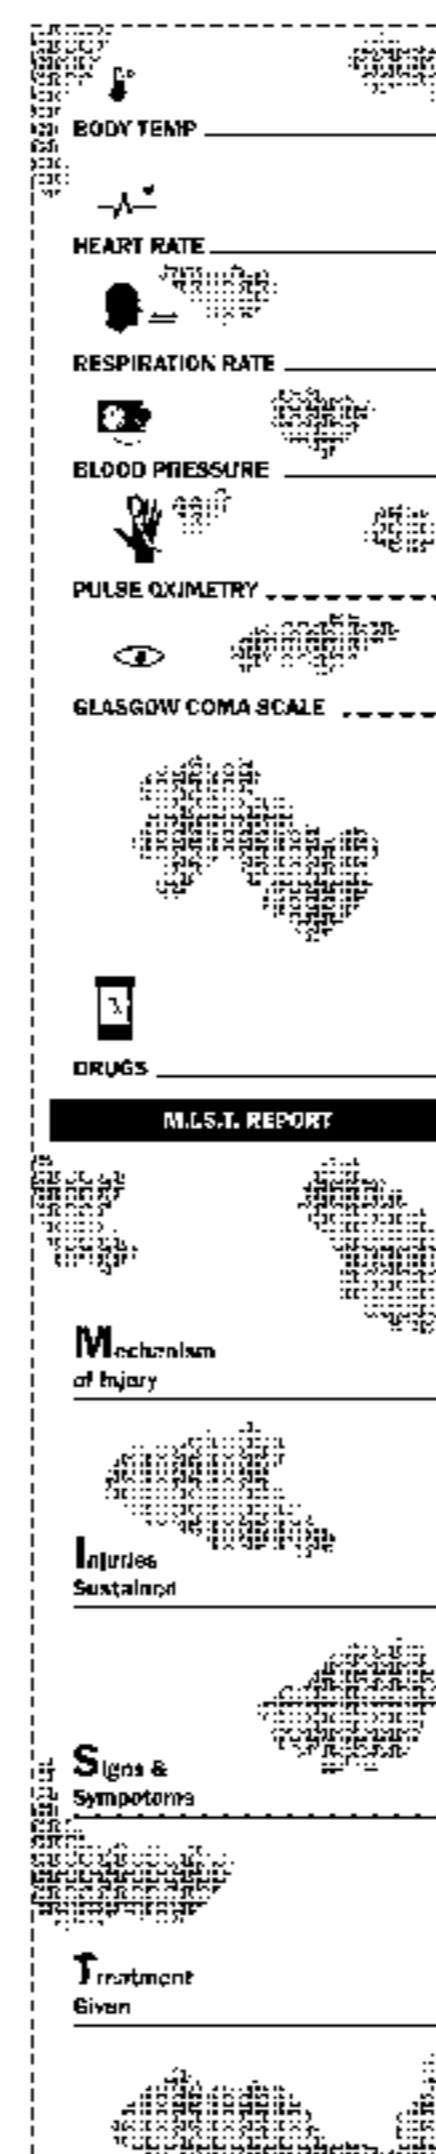 BODY TEMP
HEART RATE
RESPIRATION RATE
BLOOD PRESSURE
PULSE OXIMETRY
GLASGOW COMA SCALE
DRUGS
M.I.S.T. REPORT
Mechanism
of Injury
Injuries
Sustained
Signs &
Sympotoms
Treatment
Given